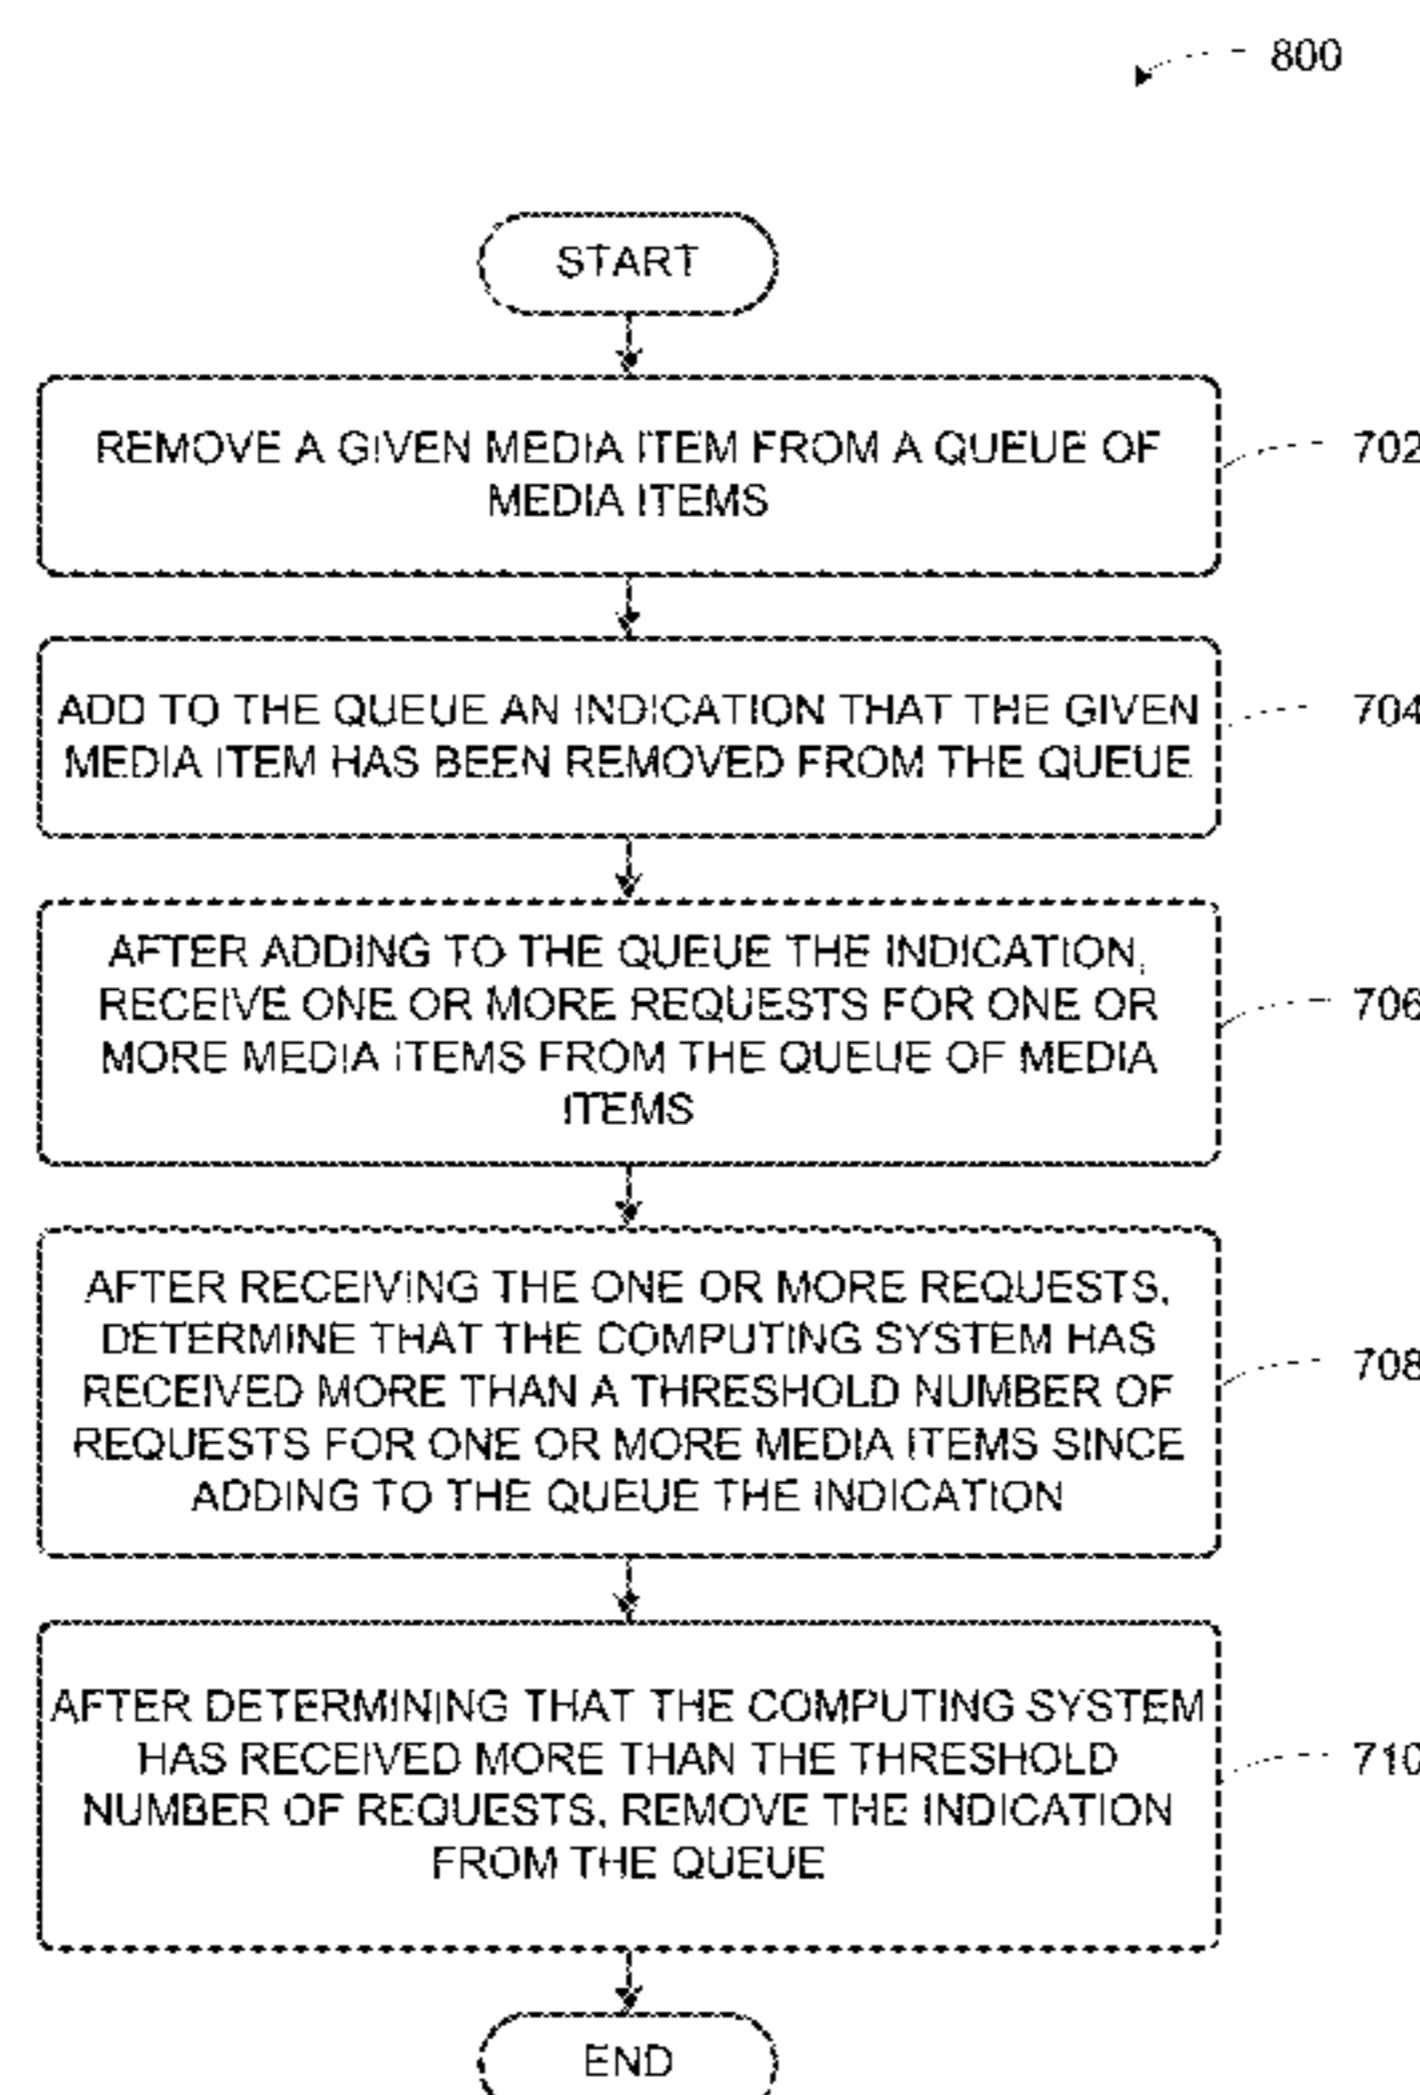 800
START
REMOVE A GIVEN MEDIA ITEM FROM A QUEUE OF
MEDIA ITEMS
702
ADD TO THE QUEUE AN INDICATION THAT THE GIVEN
MEDIA ITEM HAS BEEN REMOVED FROM THE QUEUE
704
AFTER ADDING TO THE QUEUE THE INDICATION,
RECEIVE ONE OR MORE REQUESTS FOR ONE OR
MORE MEDIA ITEMS FROM THE QUEUE OF MEDIA
ITEMS
706
AFTER RECEIVING THE ONE OR MORE REQUESTS,
DETERMINE THAT THE COMPUTING SYSTEM HAS
RECEIVED MORE THAN A THRESHOLD NUMBER OF
REQUESTS FOR ONE OR MORE MEDIA ITEMS SINCE
ADDING TO THE QUEUE THE INDICATION
708
AFTER DETERMINING THAT THE COMPUTING SYSTEM
HAS RECEIVED MORE THAN THE THRESHOLD
NUMBER OF REQUESTS, REMOVE THE INDICATION
FROM THE QUEUE
710
END